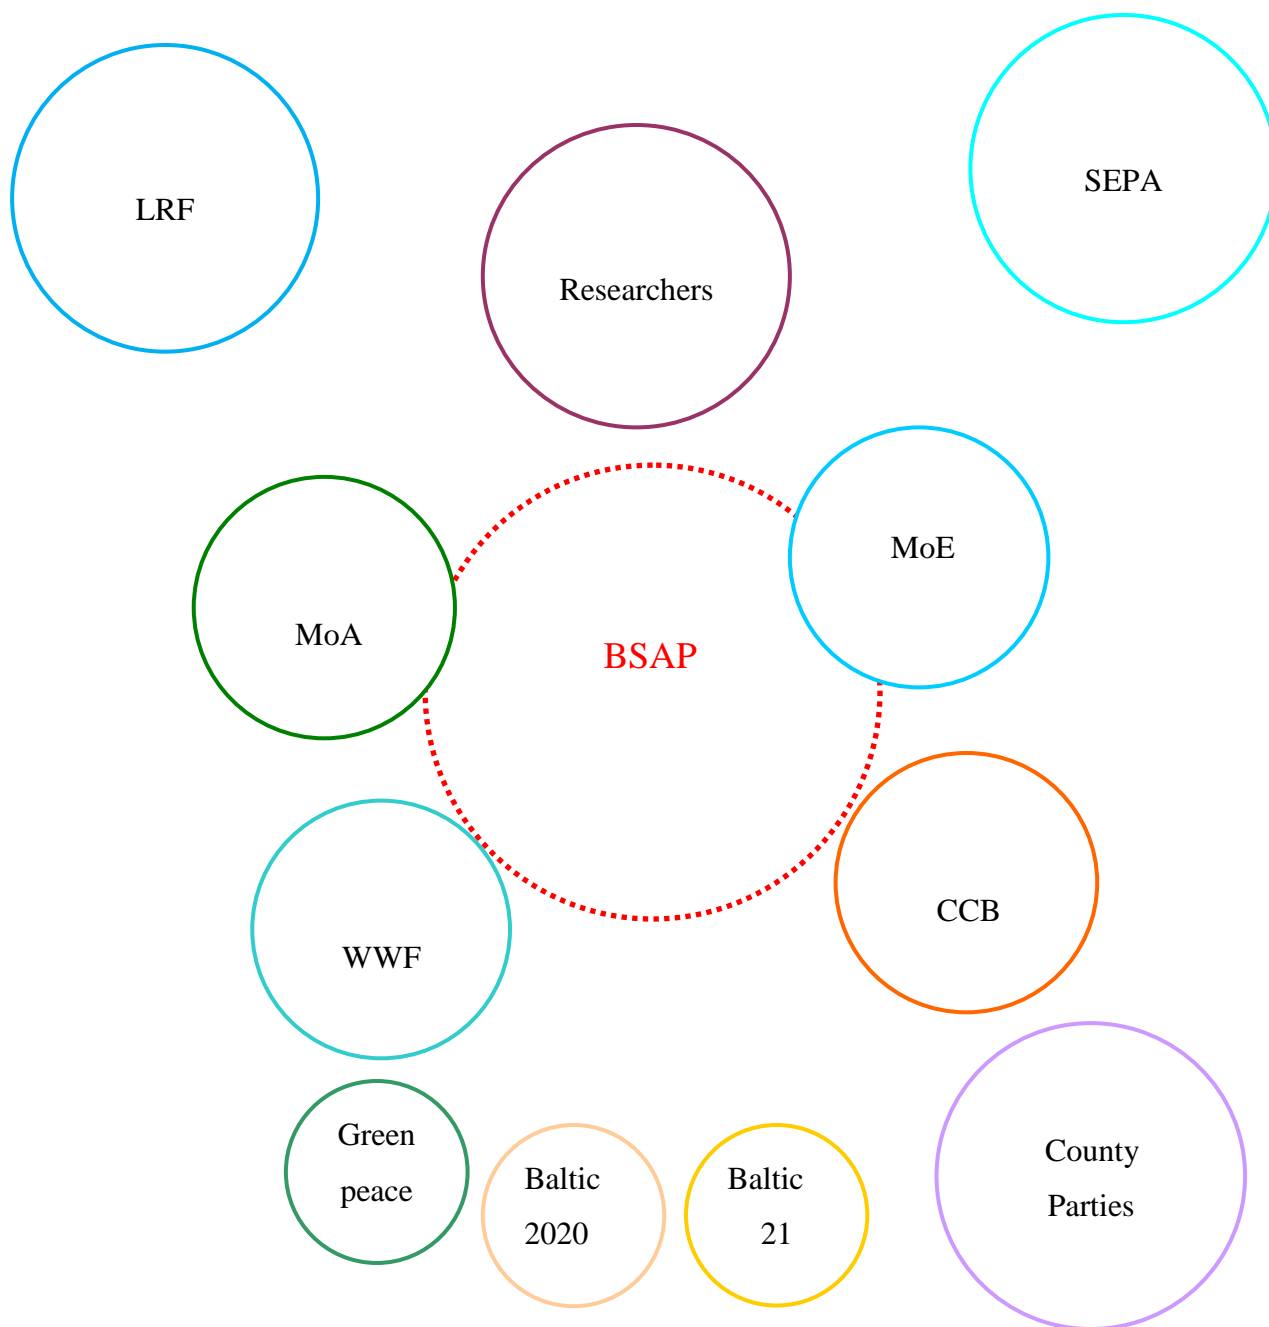 LRF
SEPA
Researchers
MoE
MoA
BSAP
CCB
WWF
Green
peace
Baltic
2020
Baltic
21
County
Parties